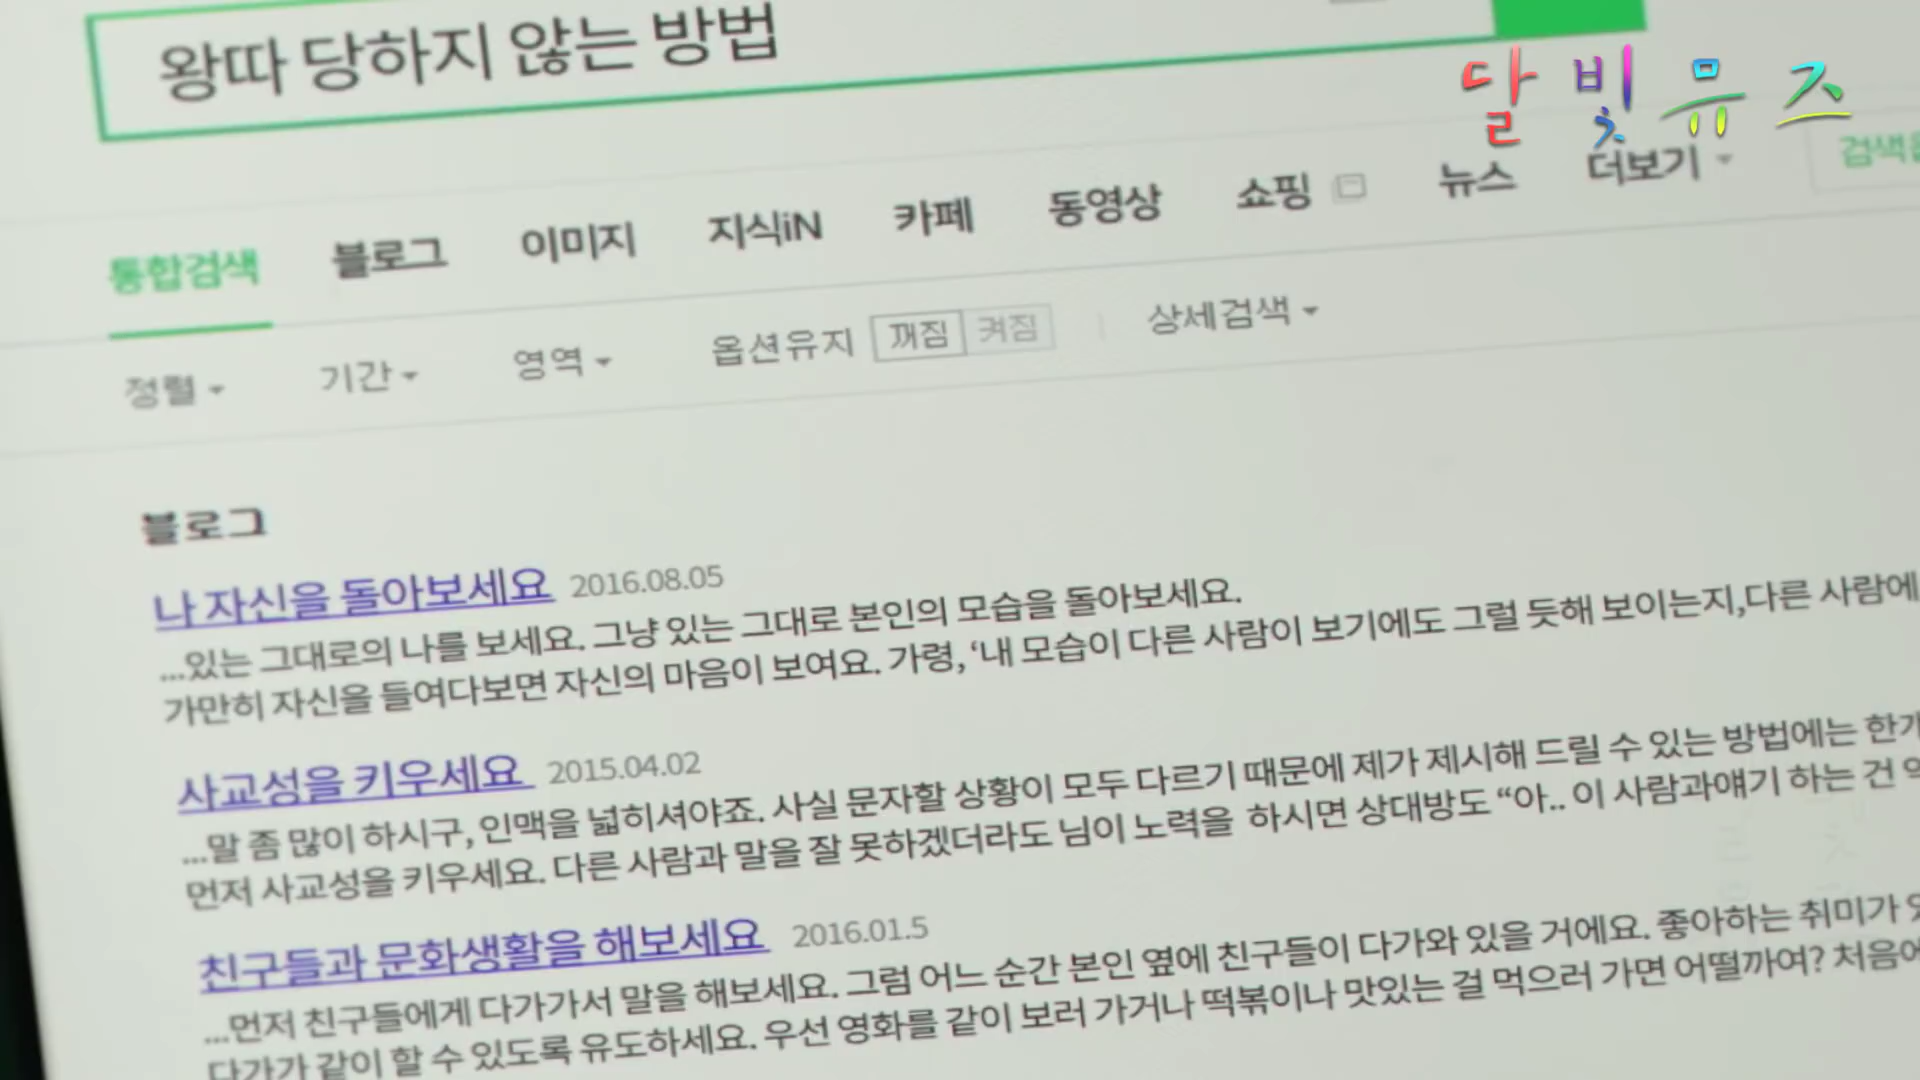 왕따 당하지 않는 방법
달빛뮤즈
통합검색 블로그 이미지 지식iN 카페 동영상 쇼핑 뉴스 더보기
정렬 기간 영역 옵션유지 꺼짐 켜짐 상세검색
블로그
나 자신을 돌아보세요 2016.08.05
...있는 그대로의 나를 보세요. 그냥 있는 그대로 본인의 모습을 돌아보세요.
가만히 자신을 들여다보면 자신의 마음이 보여요. 가령, ‘내 모습이 다른 사람이 보기에도 그럴 듯해 보이는지,다른 사람에
사교성을 키우세요 2015.04.02
...말 좀 많이 하시구, 인맥을 넓히셔야죠. 사실 문자할 상황이 모두 다르기 때문에 제가 제시해 드릴 수 있는 방법에는 한
먼저 사교성을 키우세요. 다른 사람과 말을 잘 못하겠더라도 님이 노력을 하시면 상대방도 “아.. 이 사람과얘기 하는 건
친구들과 문화생활을 해보세요 2016.01.5
...먼저 친구들에게 다가가서 말을 해보세요. 그럼 어느 순간 본인 옆에 친구들이 다가와 있을 거에요. 좋아하는 취미가
다가가 같이 할 수 있도록 유도하세요. 우선 영화를 같이 보러 가거나 떡볶이나 맛있는 걸 먹으러 가면 어떨까여? 처음에